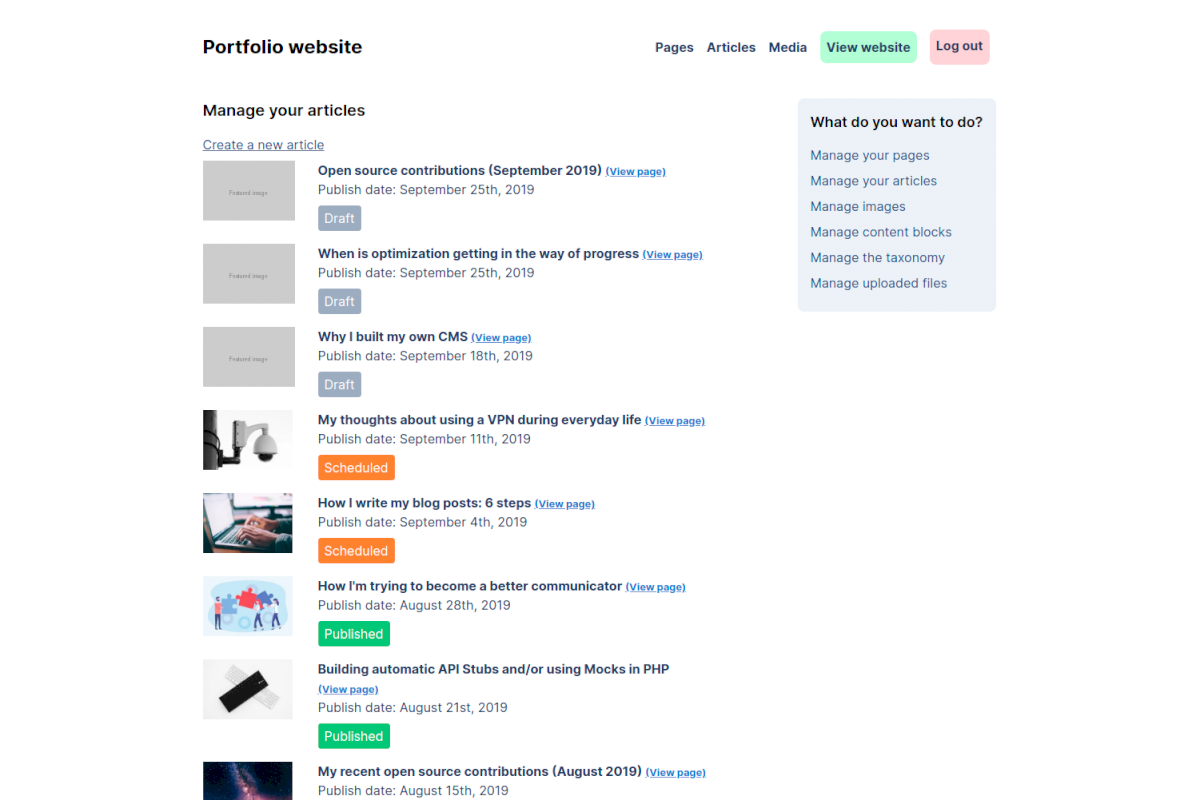 Portfolio website
Pages Articles Media View website Log out
Manage your articles
Create a new article
Featured image
Open source contributions (September 2019) (View page)
Publish date: September 25th, 2019
Draft
Featured image
When is optimization getting in the way of progress (View page)
Publish date: September 25th, 2019
Draft
Featured image
Why I built my own CMS (View page)
Publish date: September 18th, 2019
Draft
My thoughts about using a VPN during everyday life (View page)
Publish date: September 11th, 2019
Scheduled
How I write my blog posts: 6 steps (View page)
Publish date: September 4th, 2019
Scheduled
How I'm trying to become a better communicator (View page)
Publish date: August 28th, 2019
Published
Building automatic API Stubs and/or using Mocks in PHP
(View page)
Publish date: August 21st, 2019
Published
My recent open source contributions (August 2019) (View page)
Publish date: August 15th, 2019
What do you want to do?
Manage your pages
Manage your articles
Manage images
Manage content blocks
Manage the taxonomy
Manage uploaded files